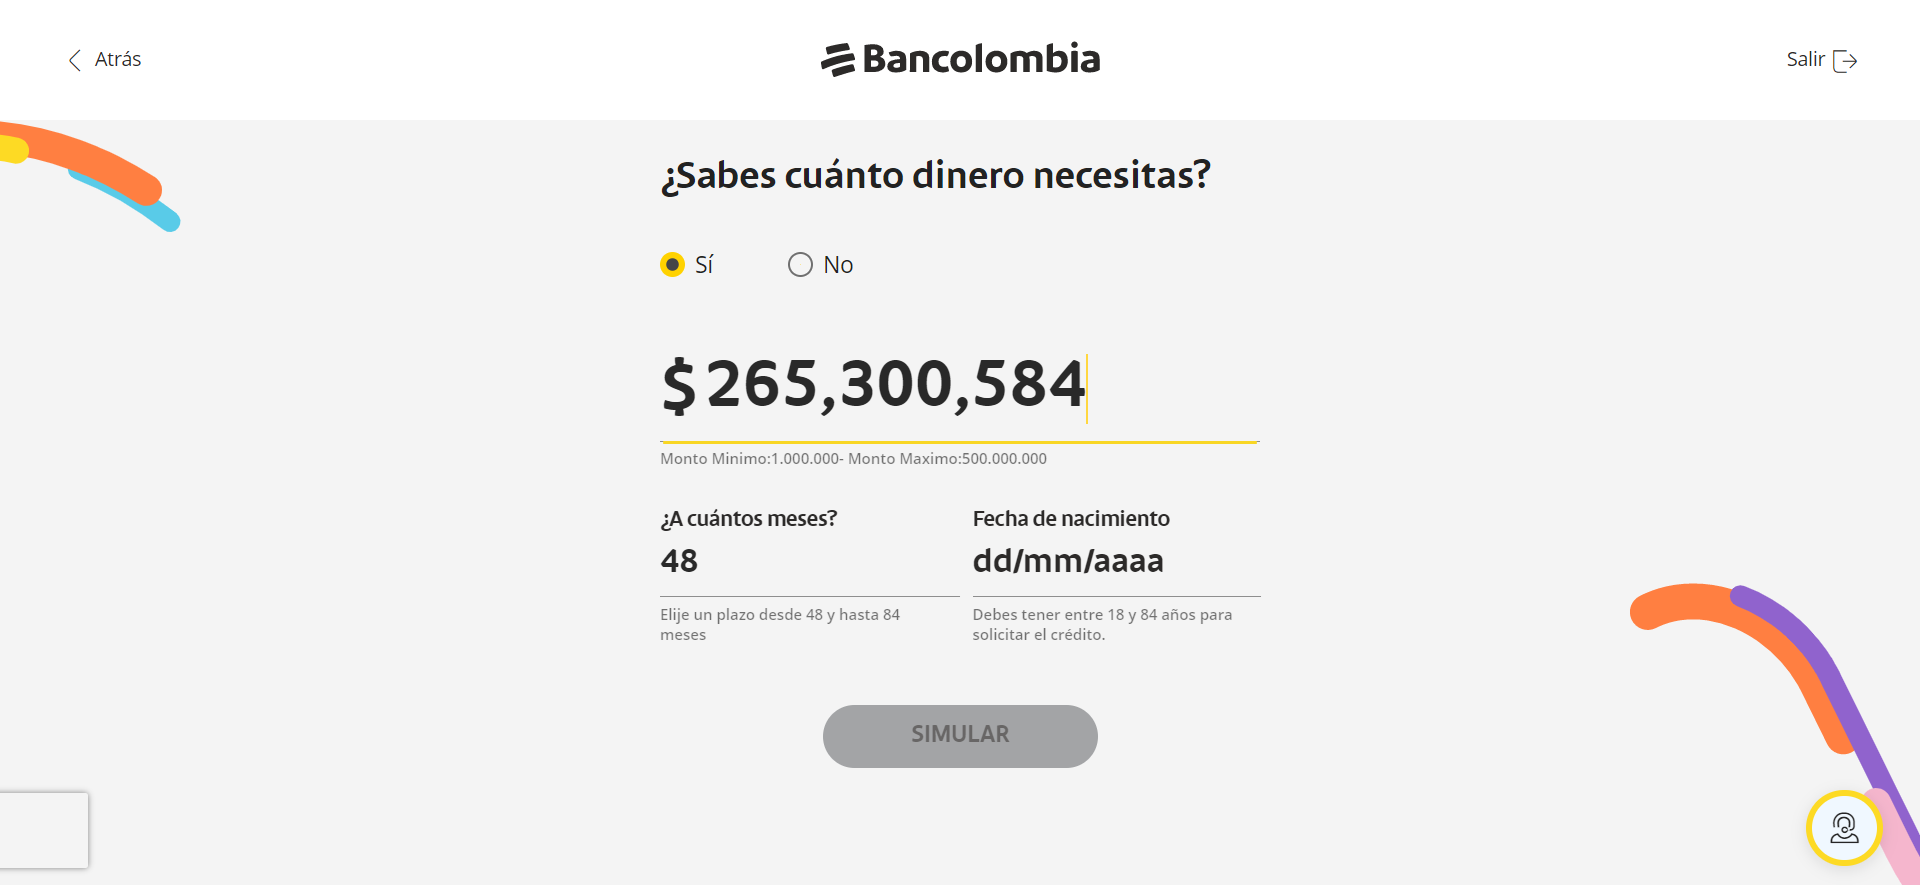 Atrás
Bancolombia
Salir
¿Sabes cuánto dinero necesitas?
Sí
No
$265,300,584
Monto Minimo:1.000.000- Monto Maximo:500.000.000
¿A cuántos meses?
48
Elije un plazo desde 48 y hasta 84
meses
Fecha de nacimiento
dd/mm/aaaa
Debes tener entre 18 y 84 años para
solicitar el crédito.
SIMULAR